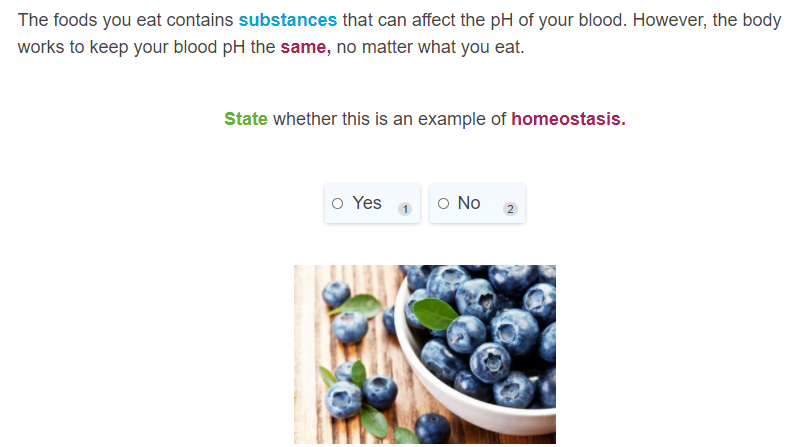 The foods you eat contains substances that can affect the pH of your blood. However, the body
works to keep your blood pH the same, no matter what you eat.
State whether this is an example of homeostasis.
Yes 1 No 2